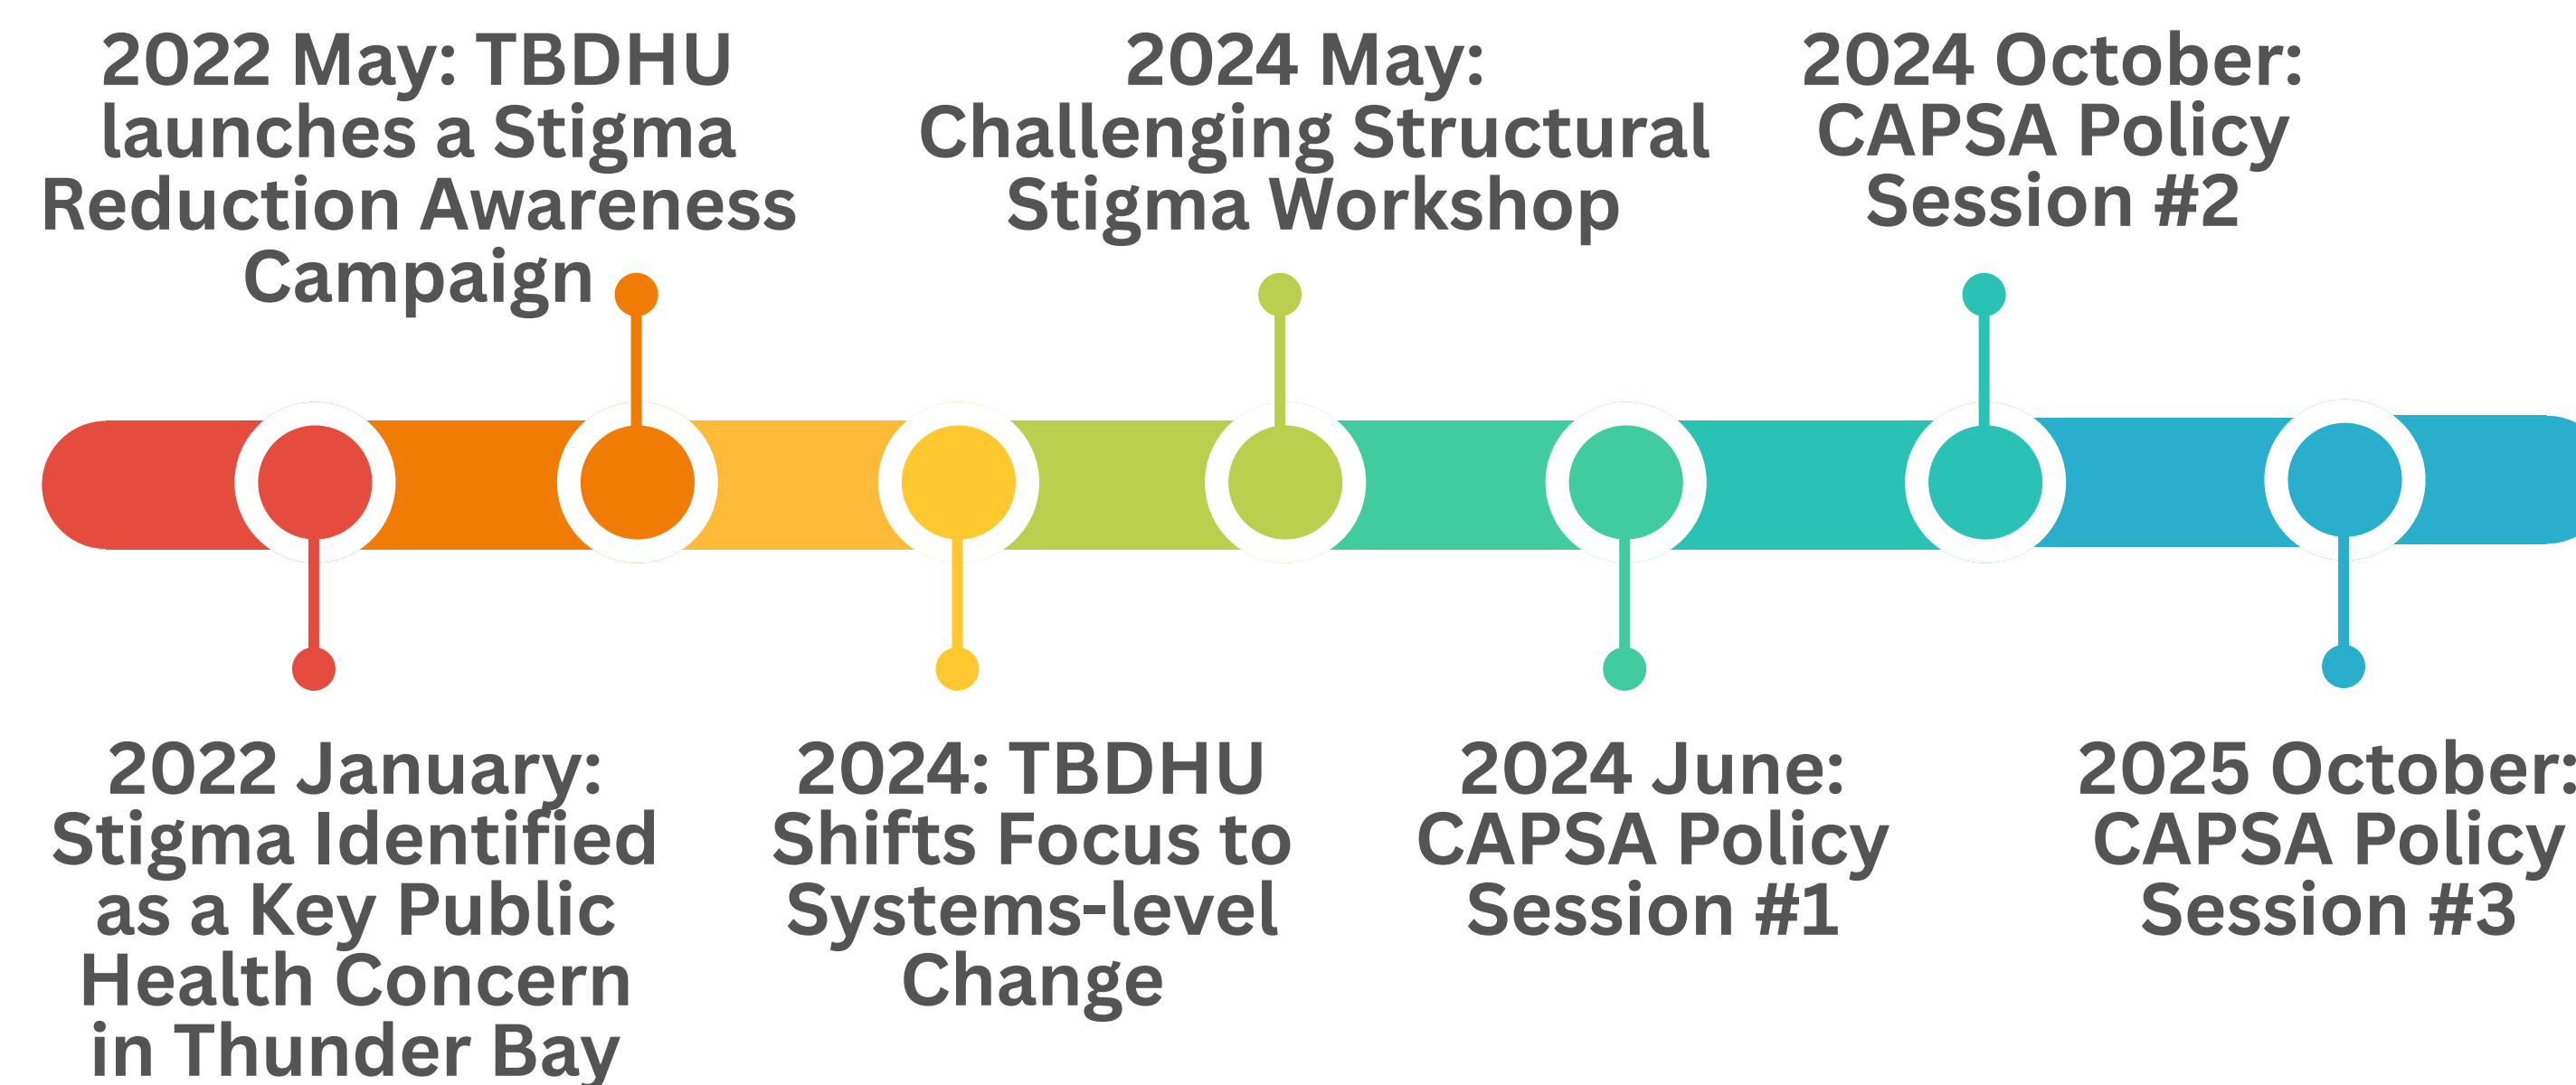 2022 May: TBDHU
launches a Stigma
Reduction Awareness
Campaign
2024 May:
Challenging Structural
Stigma Workshop
2024 October:
CAPSA Policy
Session #2
2022 January:
Stigma Identified
as a Key Public
Health Concern
in Thunder Bay
2024: TBDHU
Shifts Focus to
Systems-level
Change
2024 June:
CAPSA Policy
Session #1
2025 October:
CAPSA Policy
Session #3